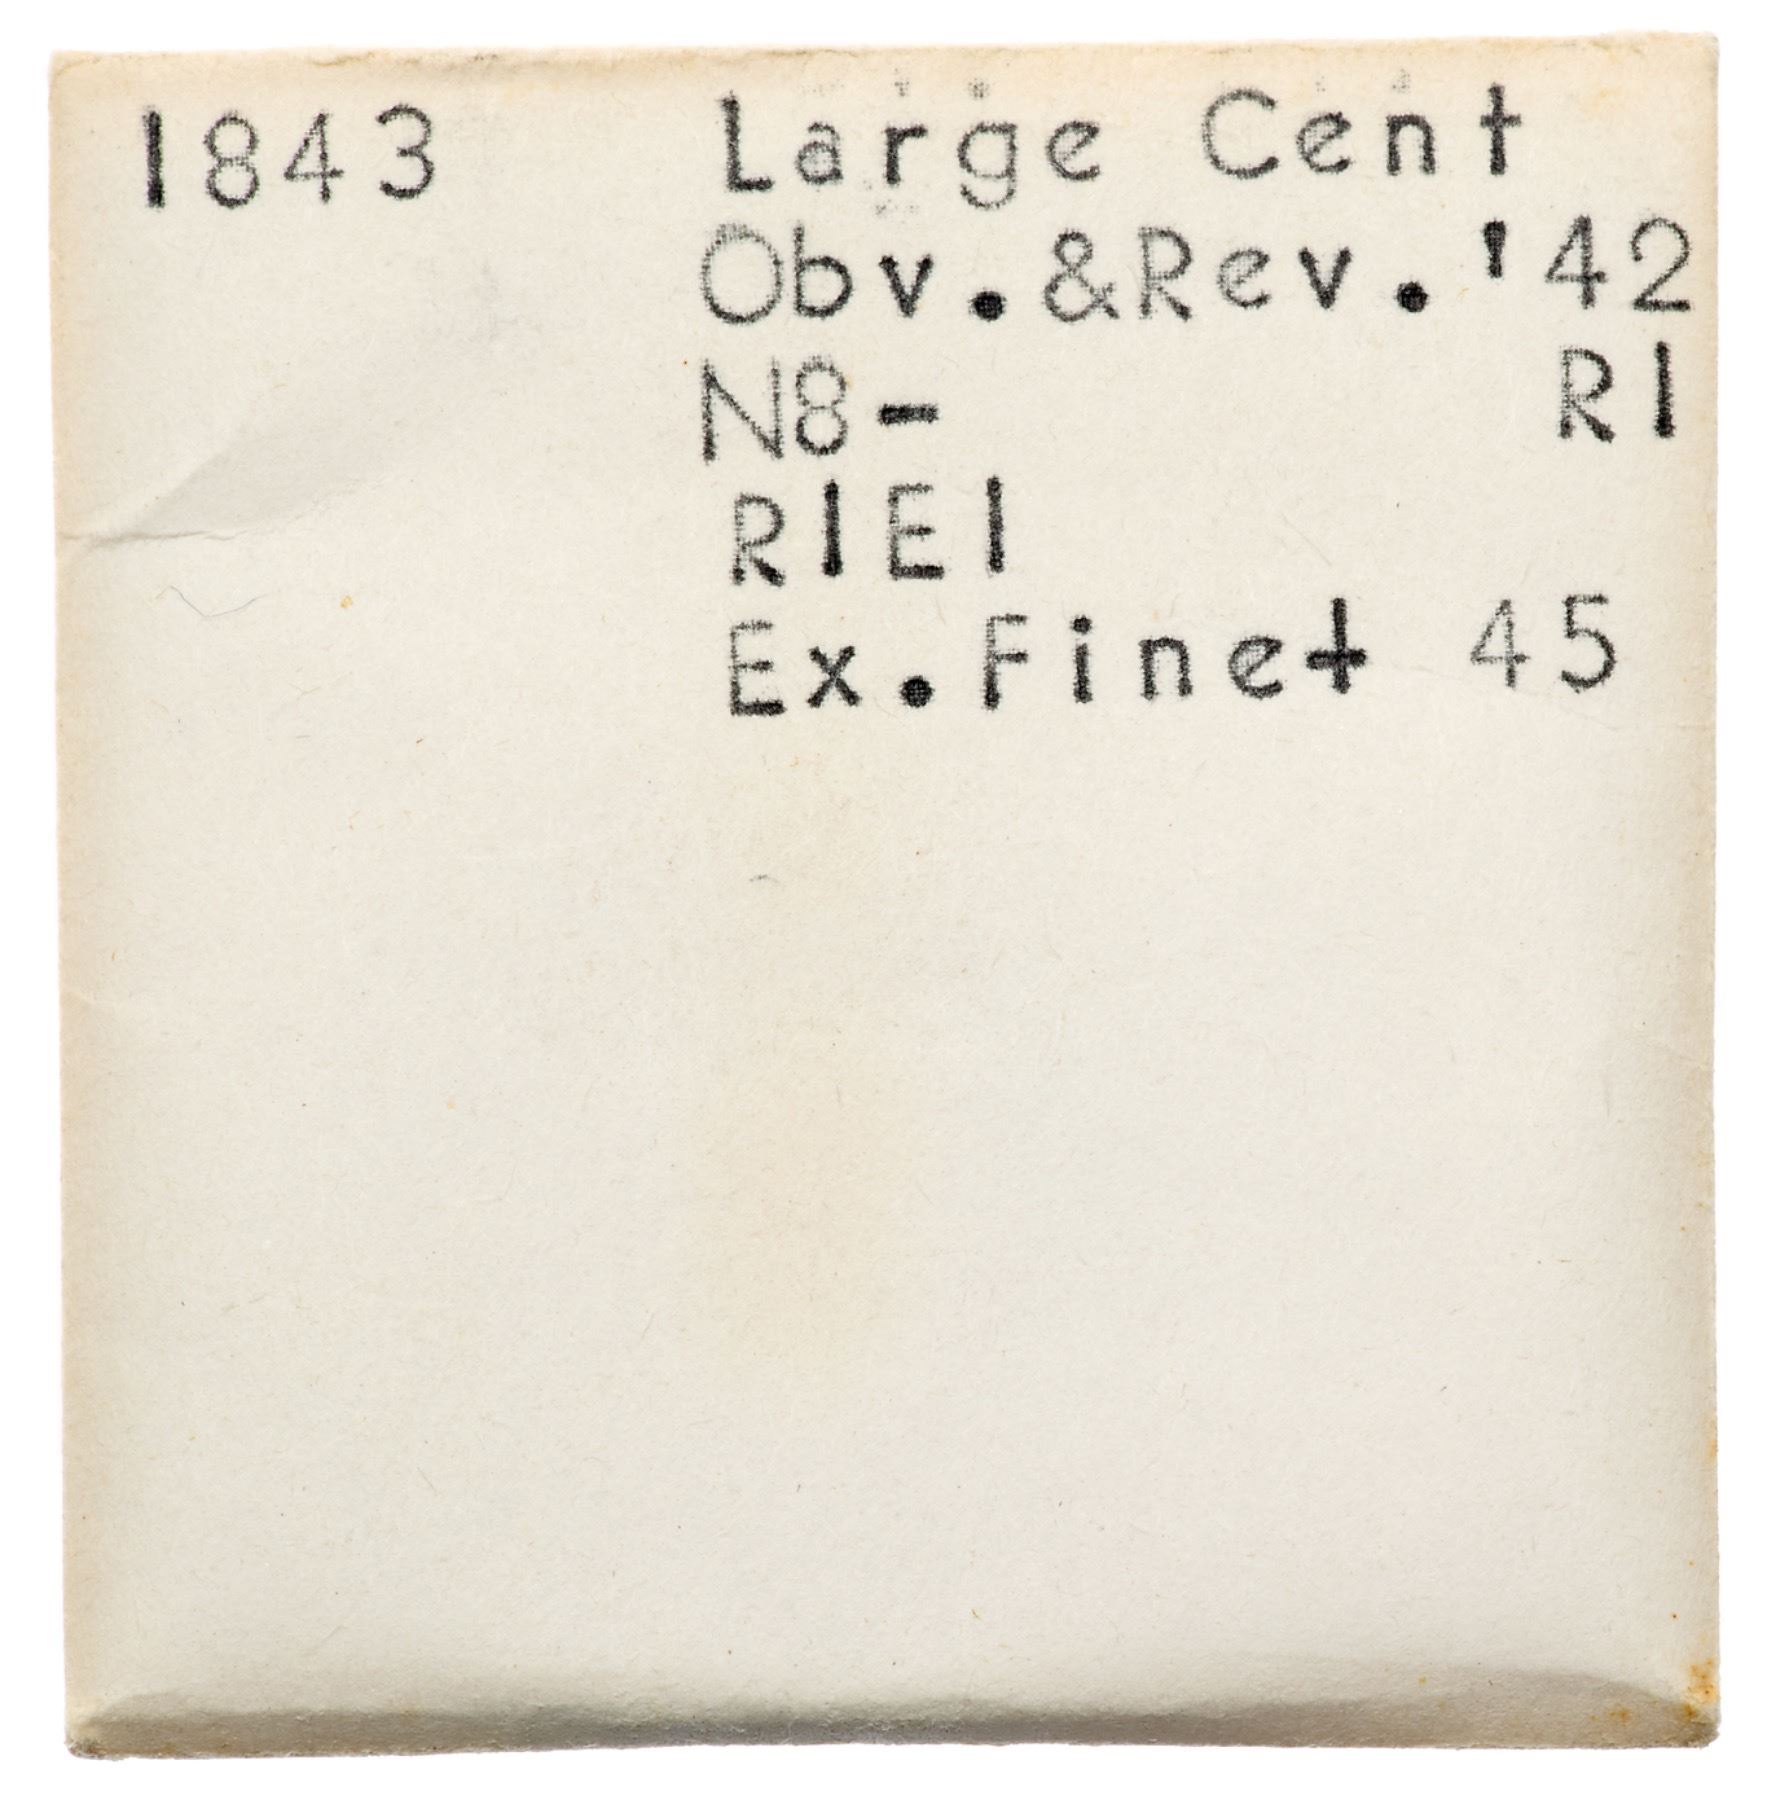 1843 Large Cent
Obv.&Rev.'42
N8- R1
R1E1
Ex.Fine+ 45